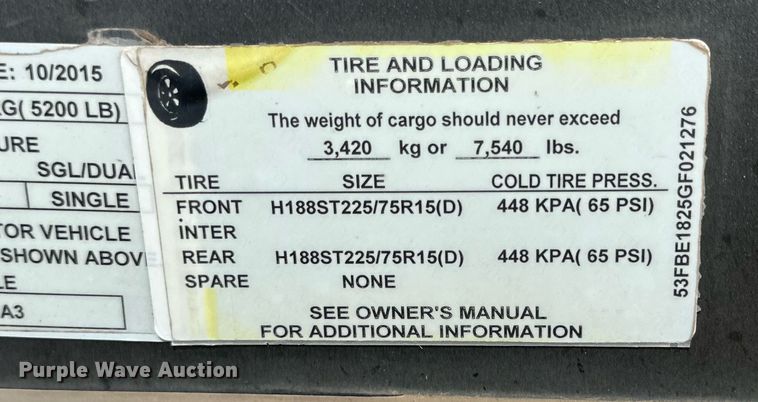 E: 10/2015
G( 5200 LB)
URE
SGL/DUA
SINGLE
TOR VEHICLE
SHOWN ABOV
LE
A3
TIRE AND LOADING
INFORMATION
The weight of cargo should never exceed
3,420 kg or 7,540 lbs.
TIRE SIZE COLD TIRE PRESS.
FRONT H188ST225/75R15(D) 448 KPA( 65 PSI)
INTER
REAR H188ST225/75R15(D) 448 KPA( 65 PSI)
SPARE NONE
SEE OWNER'S MANUAL
FOR ADDITIONAL INFORMATION
53FBE1825GF021276
Purple Wave Auction